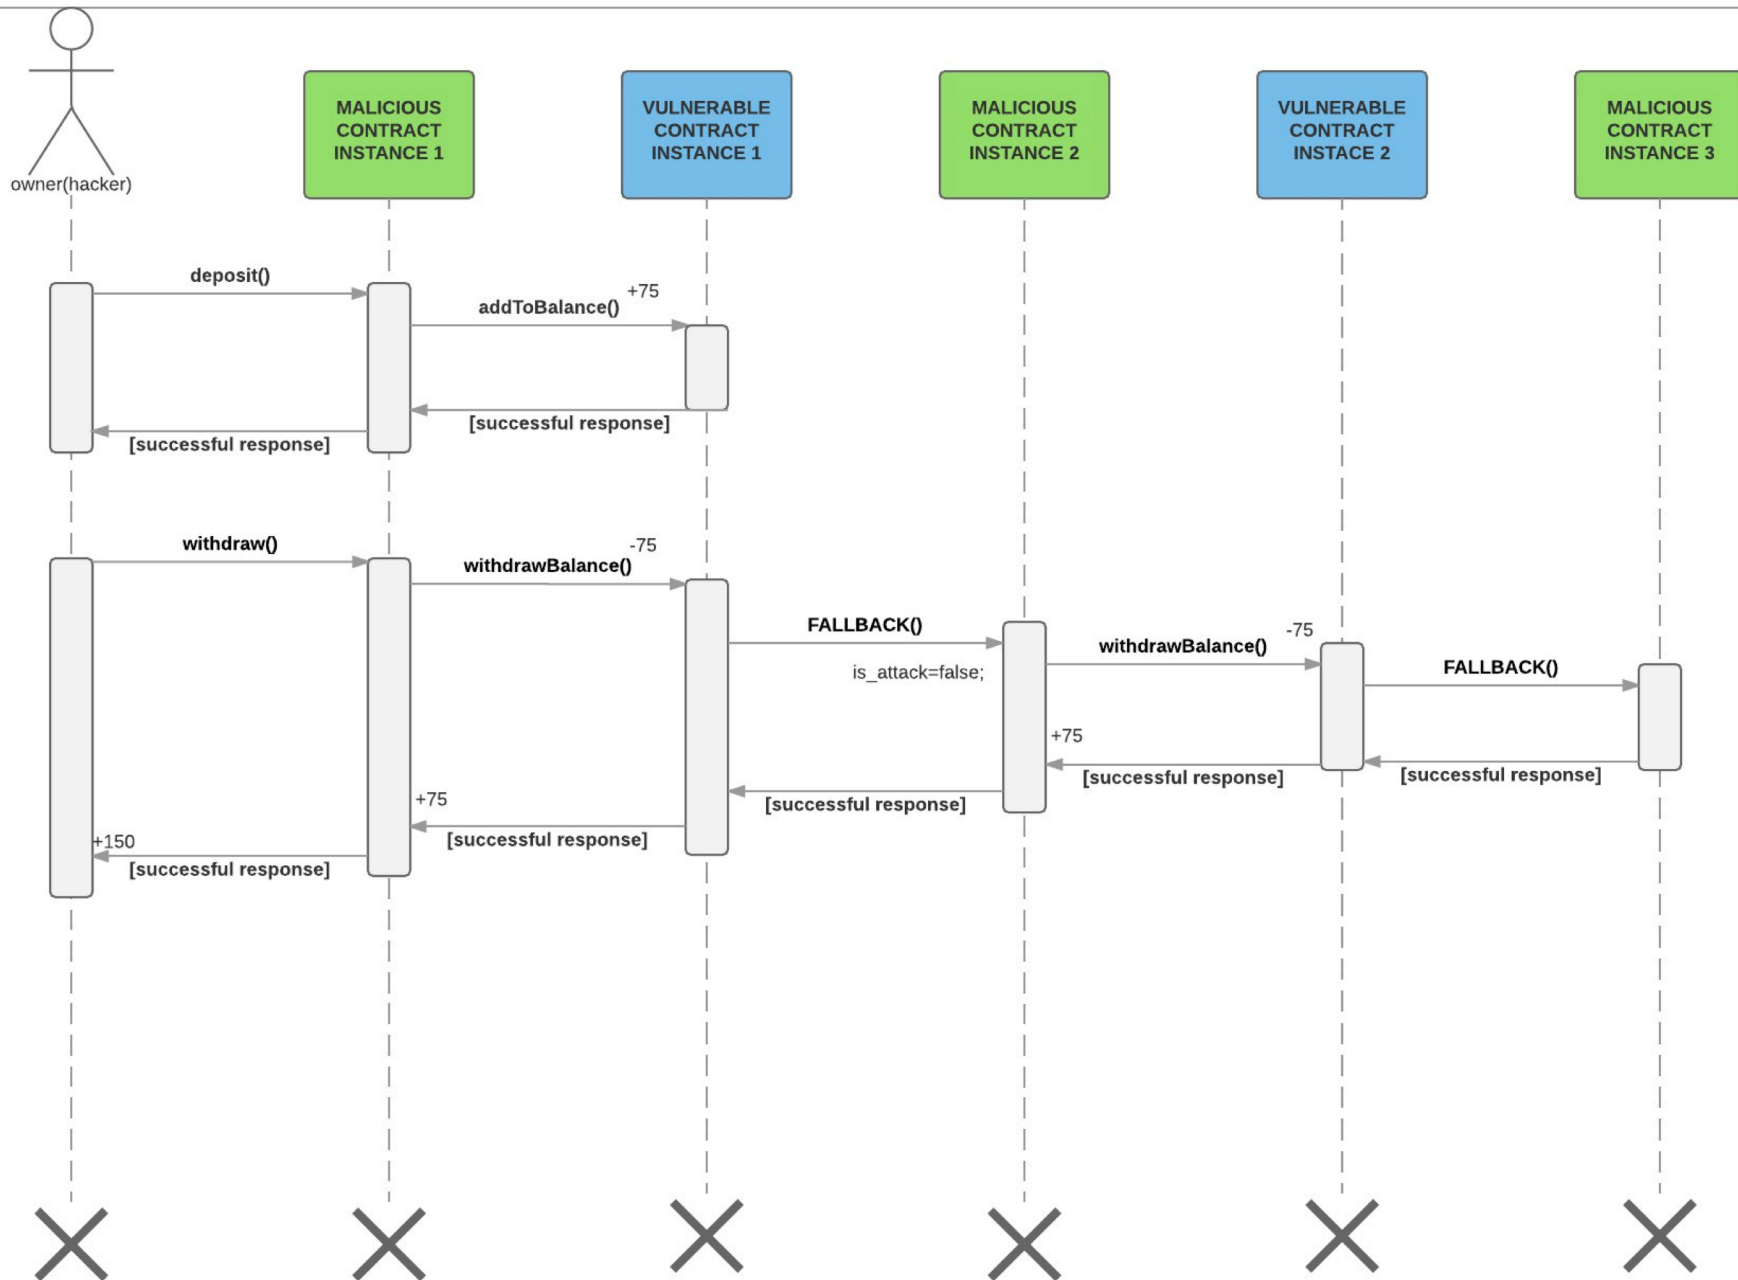 MALICIOUS
CONTRACT
INSTANCE 1
VULNERABLE
CONTRACT
INSTANCE 1
MALICIOUS
CONTRACT
INSTANCE 2
VULNERABLE
CONTRACT
INSTACE 2
MALICIOUS
CONTRACT
INSTANCE 3
owner(hacker)
deposit()
+75
addToBalance()
[successful response]
[successful response]
withdraw()
-75
withdrawBalance()
FALLBACK()
is_attack=false;
-75
withdrawBalance()
FALLBACK()
+75
[successful response]
[successful response]
[successful response]
+75
[successful response]
+150
[successful response]